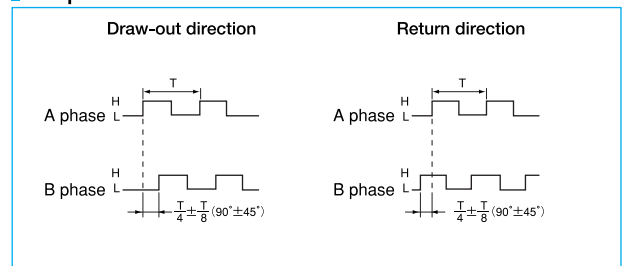 Draw-out direction
T
H
A phase L
H
B phase L
T/4±T/8(90°±45°)
Return direction
T
H
A phase L
H
B phase L
T/4±T/8(90°±45°)